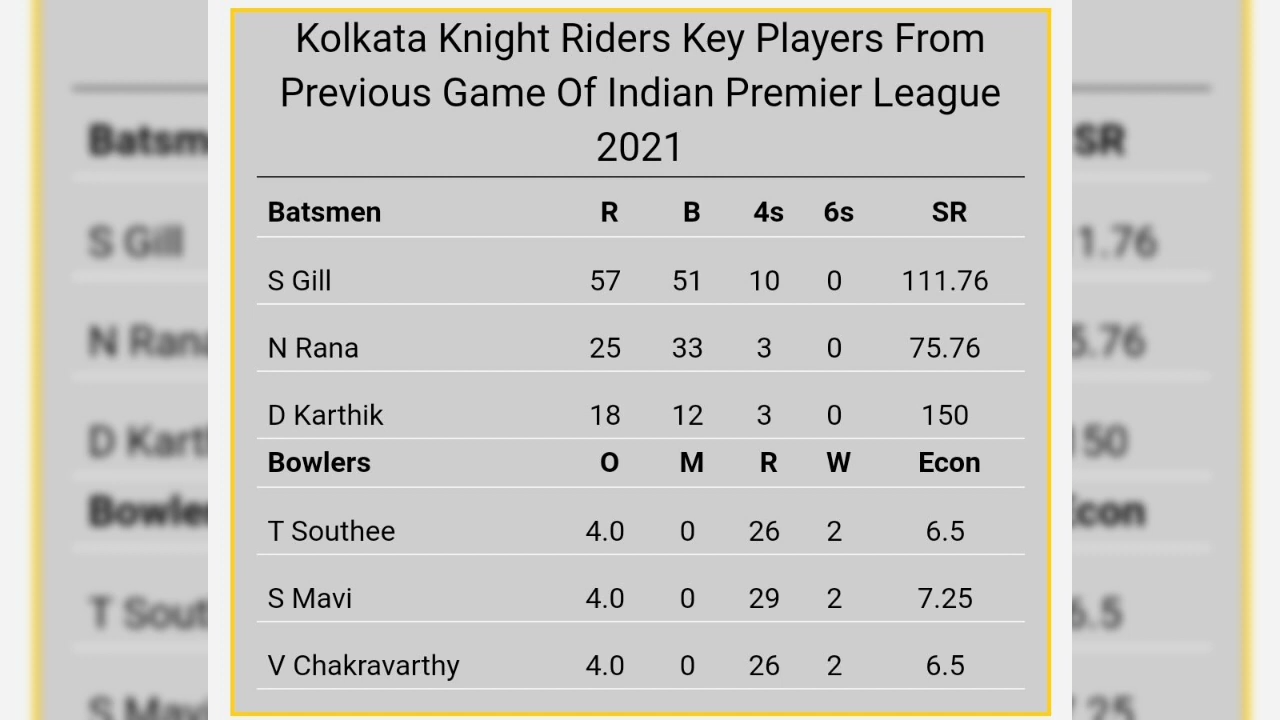 Kolkata Knight Riders Key Players From
Previous Game Of Indian Premier League
2021
Batsmen R B 4s 6s SR
S Gill 57 51 10 0 111.76
N Rana 25 33 3 0 75.76
D Karthik 18 12 3 0 150
Bowlers O M R W Econ
T Southee 4.0 0 26 2 6.5
S Mavi 4.0 0 29 2 7.25
V Chakravarthy 4.0 0 26 2 6.5